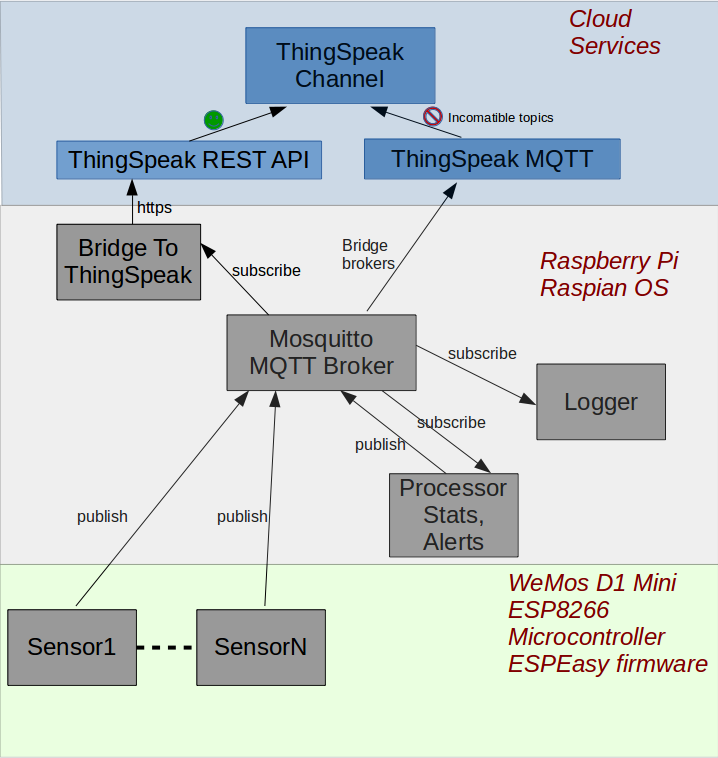 Cloud
Services
ThingSpeak
Channel
Incomatible topics
ThingSpeak REST API
ThingSpeak MQTT
https
Bridge To
ThingSpeak
subscribe
Bridge
brokers
Raspberry Pi
Raspian OS
Mosquitto
MQTT Broker
subscribe
Logger
subscribe
publish
Processor
Stats,
Alerts
publish
publish
WeMos D1 Mini
ESP8266
Microcontroller
ESPEasy firmware
Sensor1
SensorN